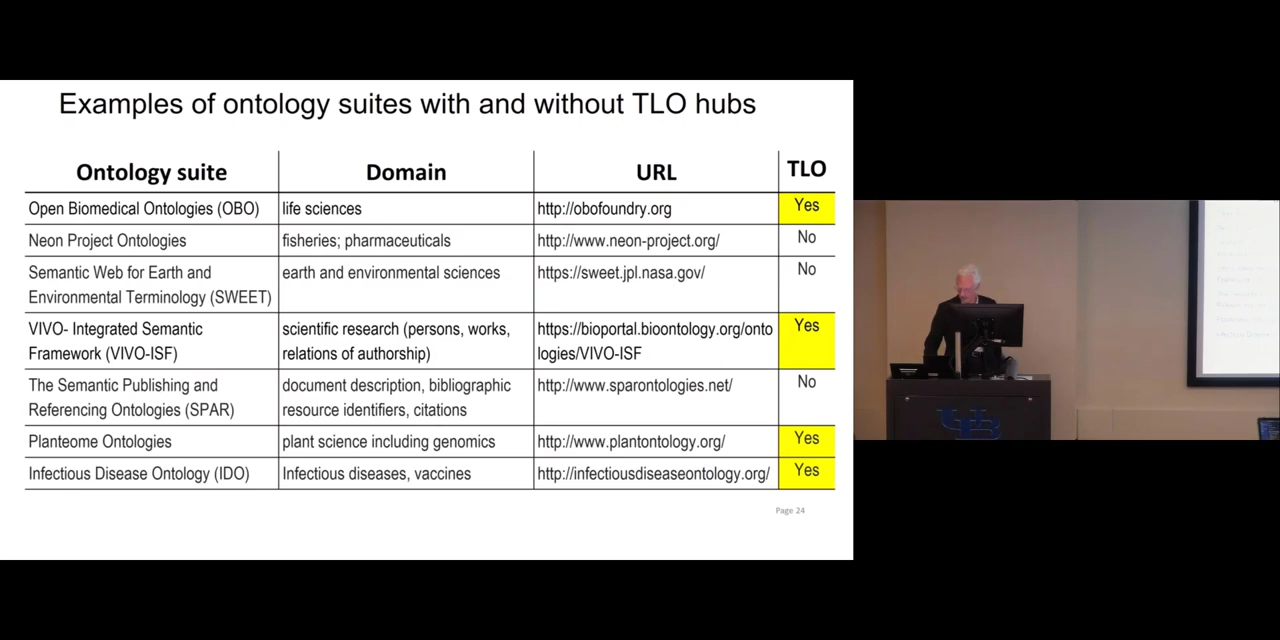 Examples of ontology suites with and without TLO hubs
Ontology suite Domain URL TLO
Open Biomedical Ontologies (OBO) life sciences http://obofoundry.org Yes
Neon Project Ontologies fisheries; pharmaceuticals http://www.neon-project.org/ No
Semantic Web for Earth and earth and environmental sciences https://sweet.jpl.nasa.gov/ No
Environmental Terminology (SWEET)
VIVO- Integrated Semantic scientific research (persons, works, https://bioportal.bioontology.org/onto Yes
Framework (VIVO-ISF) relations of authorship) logies/VIVO-ISF
The Semantic Publishing and document description, bibliographic http://www.sparontologies.net/ No
Referencing Ontologies (SPAR) resource identifiers, citations
Planteome Ontologies plant science including genomics http://www.plantontology.org/ Yes
Infectious Disease Ontology (IDO) Infectious diseases, vaccines http://infectiousdiseaseontology.org/ Yes
Page 24